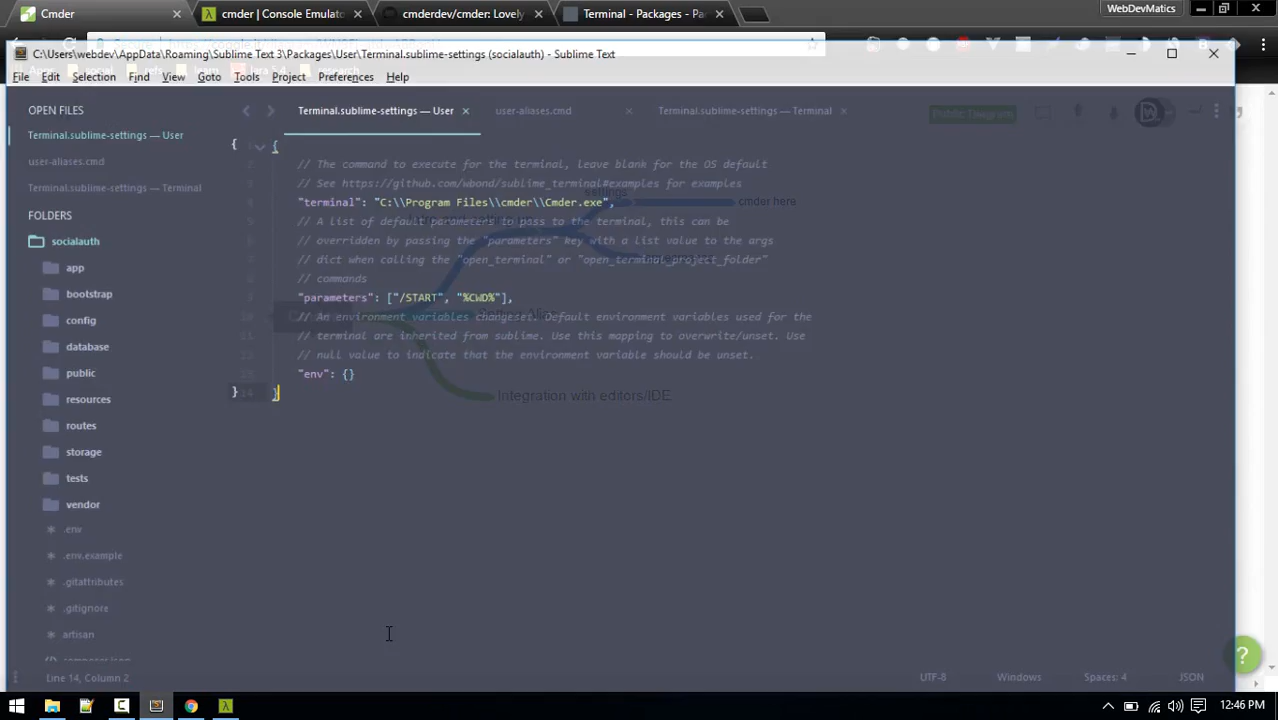 Cmder
cmder | Console Emulato
cmderdev/cmder: Lovely
Terminal - Packages - Pa
WebDevMatics
C:\Users\webdev\AppData\Roaming\Sublime Text 3\Packages\User\Terminal.sublime-settings (socialauth) - Sublime Text
File Edit Selection Find View Goto Tools Project Preferences Help
OPEN FILES
Terminal.sublime-settings — User
user-aliases.cmd
Terminal.sublime-settings — Terminal
FOLDERS
socialauth
app
bootstrap
config
database
public
resources
routes
storage
tests
vendor
.env
.env.example
.gitattributes
.gitignore
artisan
composer.json
Terminal.sublime-settings — User
user-aliases.cmd
Terminal.sublime-settings — Terminal
Public Diagram
{
// The command to execute for the terminal, leave blank for the OS default
// See https://github.com/wbond/sublime_terminal#examples for examples
"terminal": "C:\\Program Files\\cmder\\Cmder.exe",
// A list of default parameters to pass to the terminal, this can be
// overridden by passing the "parameters" key with a list value to the args
// dict when calling the "open_terminal" or "open_terminal_project_folder"
// commands
"parameters": ["/START", "%CWD%"],
// An environment variables changeset. Default environment variables used for the
// terminal are inherited from sublime. Use this mapping to overwrite/unset. Use
// null value to indicate that the environment variable should be unset.
"env": {}
14 }
settings
cmder here
Integration with editors/IDE
Line 14, Column 2
UTF-8
Windows
Spaces: 4
JSON
12:46 PM